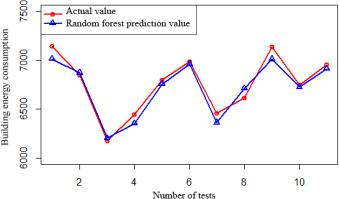 Actual value
Random forest prediction value
Building energy consumption
7500
7000
6500
6000
2
4
6
8
10
Number of tests